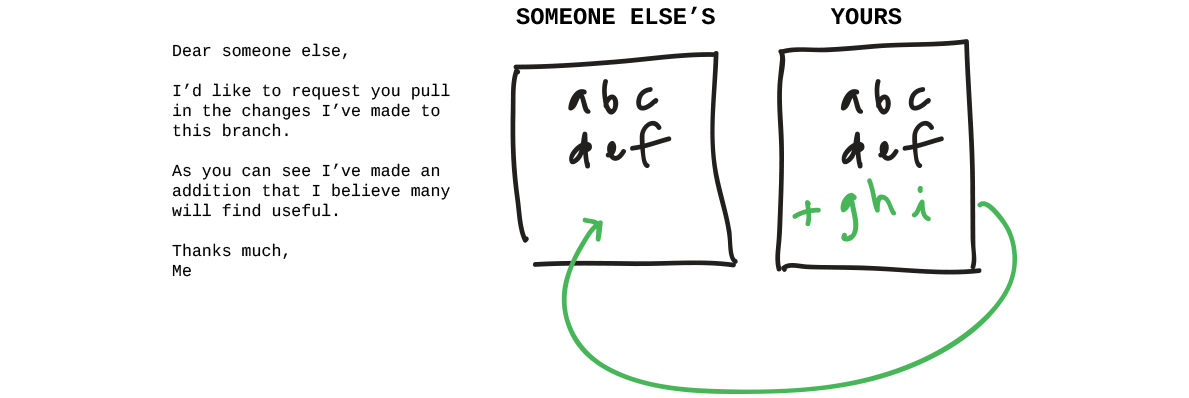 Dear someone else,
I’d like to request you pull
in the changes I’ve made to
this branch.
As you can see I’ve made an
addition that I believe many
will find useful.
Thanks much,
Me
SOMEONE ELSE’S
a b c
d e f
YOURS
a b c
d e f
+ g h i